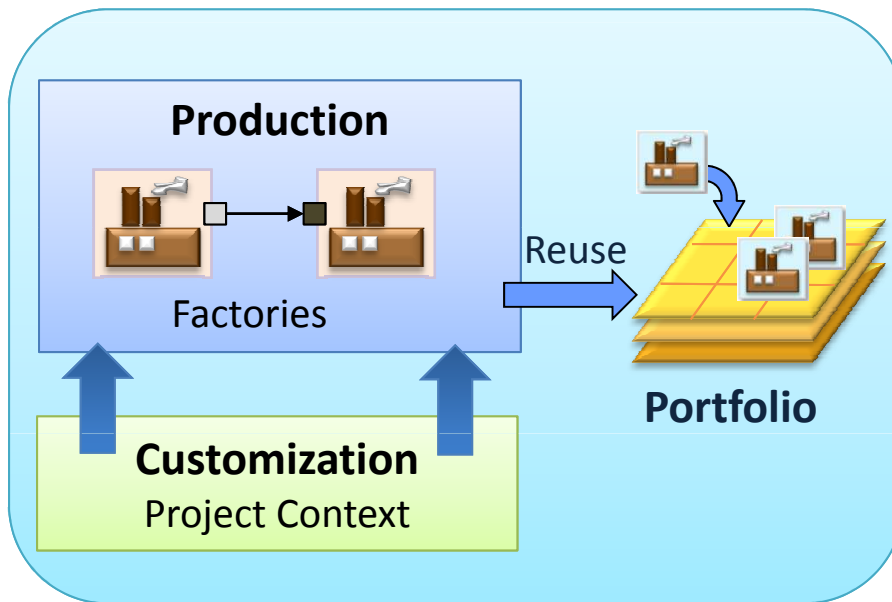 Production
Factories
Reuse
Portfolio
Customization
Project Context